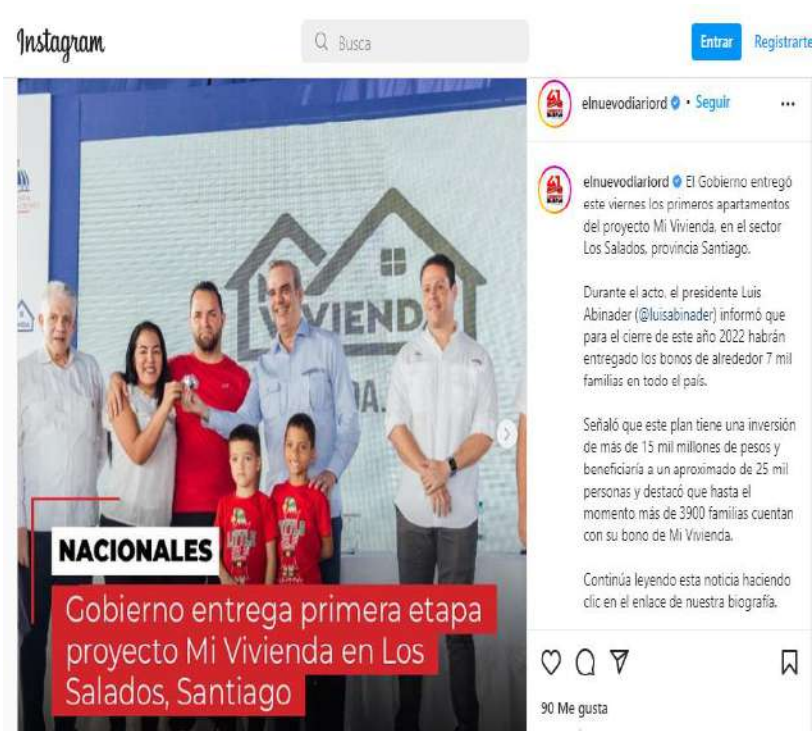 Instagram
Busca
Entrar
Registrarte
elnuevodiariord • Seguir
elnuevodiariord El Gobierno entregó
este viernes los primeros apartamentos
del proyecto Mi Vivienda, en el sector
Los Salados, provincia Santiago.
Durante el acto, el presidente Luis
Abinader (@luisabinader) informó que
para el cierre de este año 2022 habrán
entregado los bonos de alrededor 7 mil
familias en todo el país.
Señaló que este plan tiene una inversión
de más de 15 mil millones de pesos y
beneficiaría a un aproximado de 25 mil
personas y destacó que hasta el
momento más de 3900 familias cuentan
con su bono de Mi Vivienda.
Continúa leyendo esta noticia haciendo
clic en el enlace de nuestra biografía.
90 Me gusta
VIVIEND
NACIONALES
Gobierno entrega primera etapa
proyecto Mi Vivienda en Los
Salados, Santiago